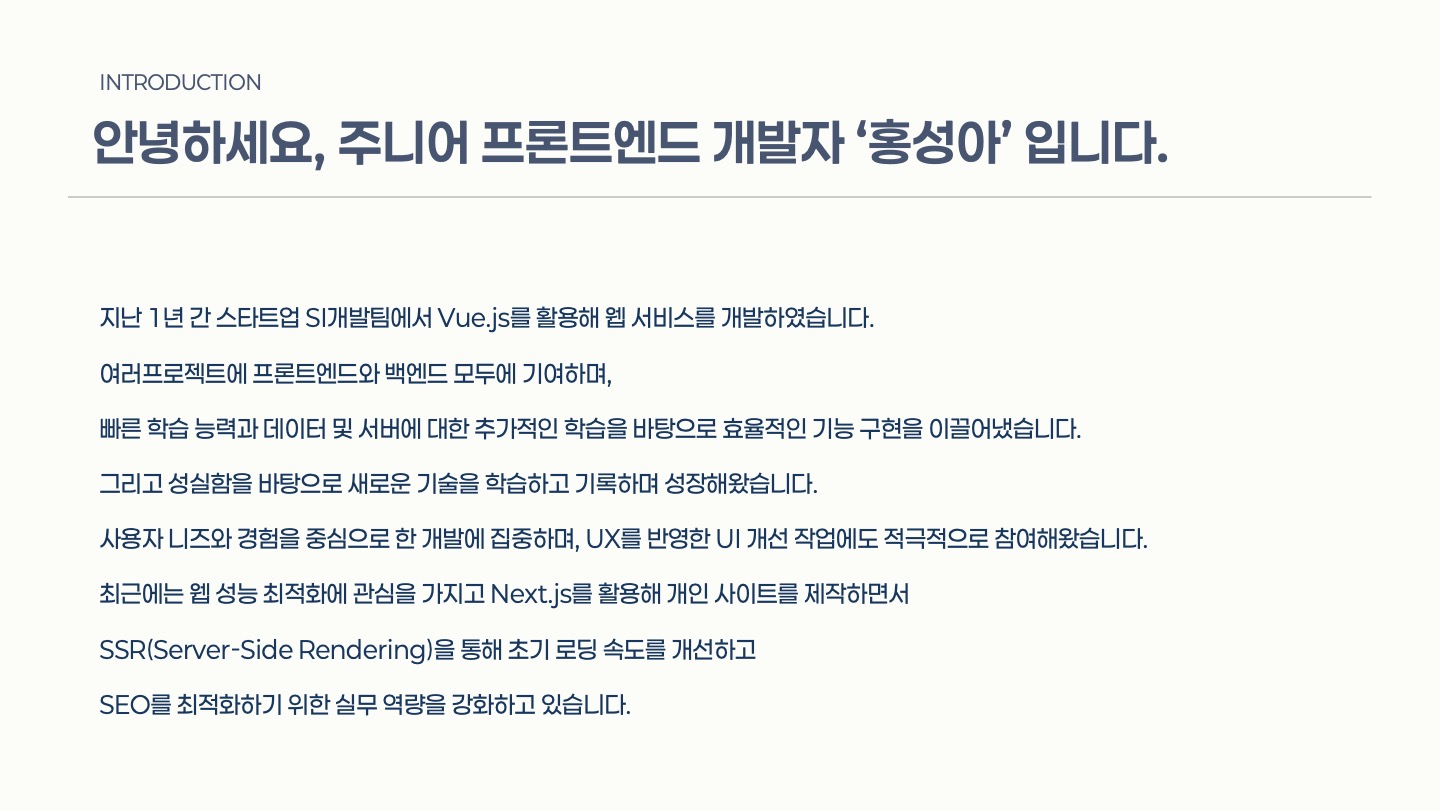 INTRODUCTION
안녕하세요, 주니어 프론트엔드 개발자 ‘홍성아’ 입니다.
지난 1년 간 스타트업 SI개발팀에서 Vue.js를 활용해 웹 서비스를 개발하였습니다.
여러프로젝트에 프론트엔드와 백엔드 모두에 기여하며,
빠른 학습 능력과 데이터 및 서버에 대한 추가적인 학습을 바탕으로 효율적인 기능 구현을 이끌어냈습니다.
그리고 성실함을 바탕으로 새로운 기술을 학습하고 기록하며 성장해왔습니다.
사용자 니즈와 경험을 중심으로 한 개발에 집중하며, UX를 반영한 UI 개선 작업에도 적극적으로 참여해왔습니다.
최근에는 웹 성능 최적화에 관심을 가지고 Next.js를 활용해 개인 사이트를 제작하면서
SSR(Server-Side Rendering)을 통해 초기 로딩 속도를 개선하고
SEO를 최적화하기 위한 실무 역량을 강화하고 있습니다.